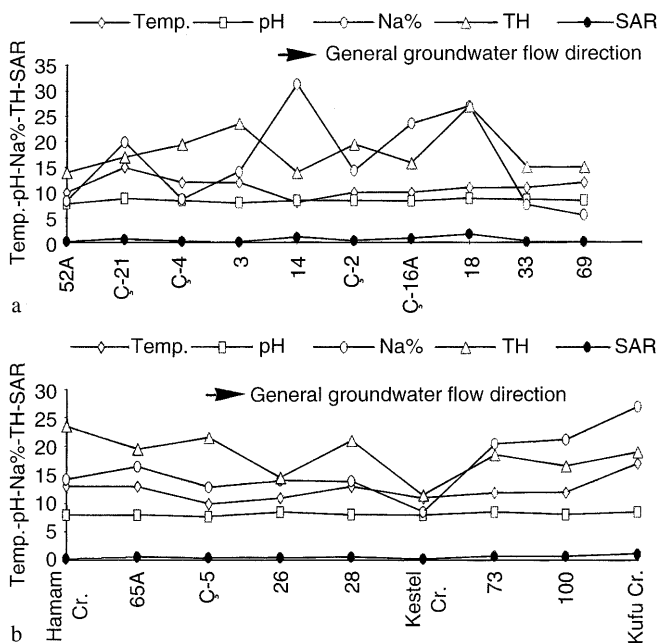 Temp. pH Na% TH SAR
General groundwater flow direction
Temp.-pH-Na%-TH-SAR
35
30
25
20
15
10
5
0
52A Ç-21 Ç-4 3 14 Ç-2 Ç-16A 18 33 69
a
Temp. pH Na% TH SAR
General groundwater flow direction
Temp.-pH-Na%-TH-SAR
30
25
20
15
10
5
0
Hamam Cr. 65A Ç-5 26 28 Kestel Cr. 73 100 Kufu Cr.
b